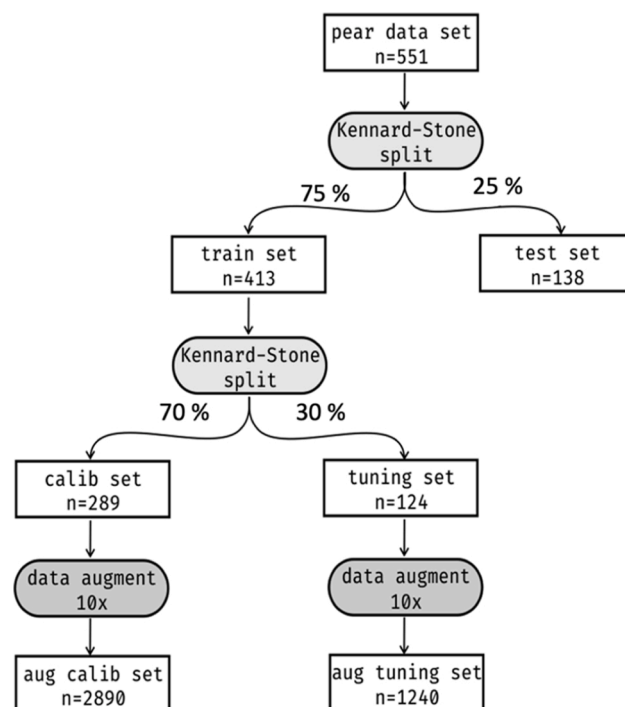 pear data set
n=551
Kennard-Stone
split
75 %
25 %
train set
n=413
test set
n=138
Kennard-Stone
split
70 %
30 %
calib set
n=289
tuning set
n=124
data augment
10x
data augment
10x
aug calib set
n=2890
aug tuning set
n=1240